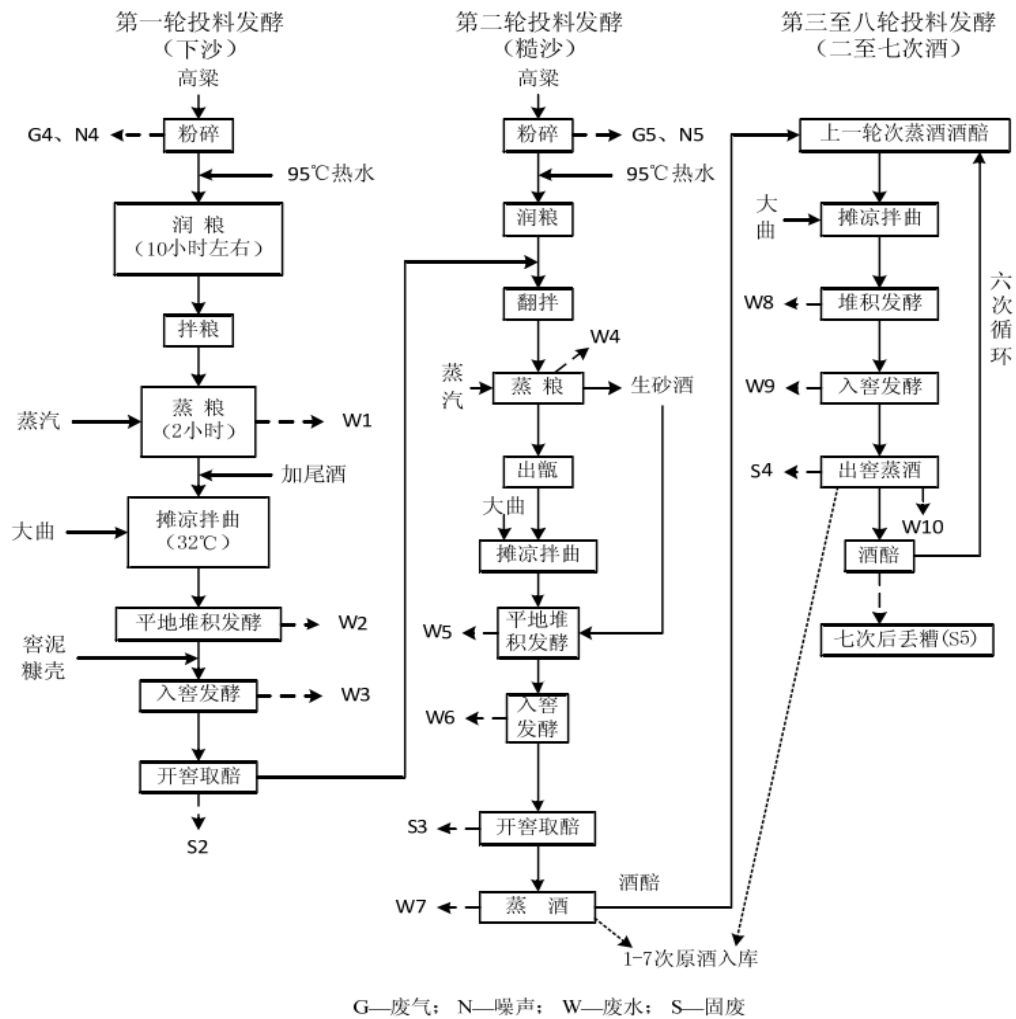 第一轮投料发酵
（下沙）
高粱
G4、N4
粉碎
95℃热水
润 粮
（10小时左右）
拌粮
蒸汽
蒸 粮
（2小时）
W1
加尾酒
大曲
摊凉拌曲
（32℃）
平地堆积发酵
W2
窖泥
糠壳
入窖发酵
W3
开窖取醅
S2
第二轮投料发酵
（糙沙）
高粱
粉碎
G5、N5
95℃热水
润粮
翻拌
W4
蒸
汽
蒸 粮
生砂酒
出甑
大曲
摊凉拌曲
W5
平地堆
积发酵
W6
入窖
发酵
S3
开窖取醅
酒醅
W7
蒸 酒
1-7次原酒入库
第三至八轮投料发酵
（二至七次酒）
上一轮次蒸酒酒醅
大
曲
摊凉拌曲
W8
堆积发酵
六
次
循
环
W9
入窖发酵
S4
出窖蒸酒
W10
酒醅
七次后丢糟(S5)
G—废气； N—噪声； W—废水； S—固废